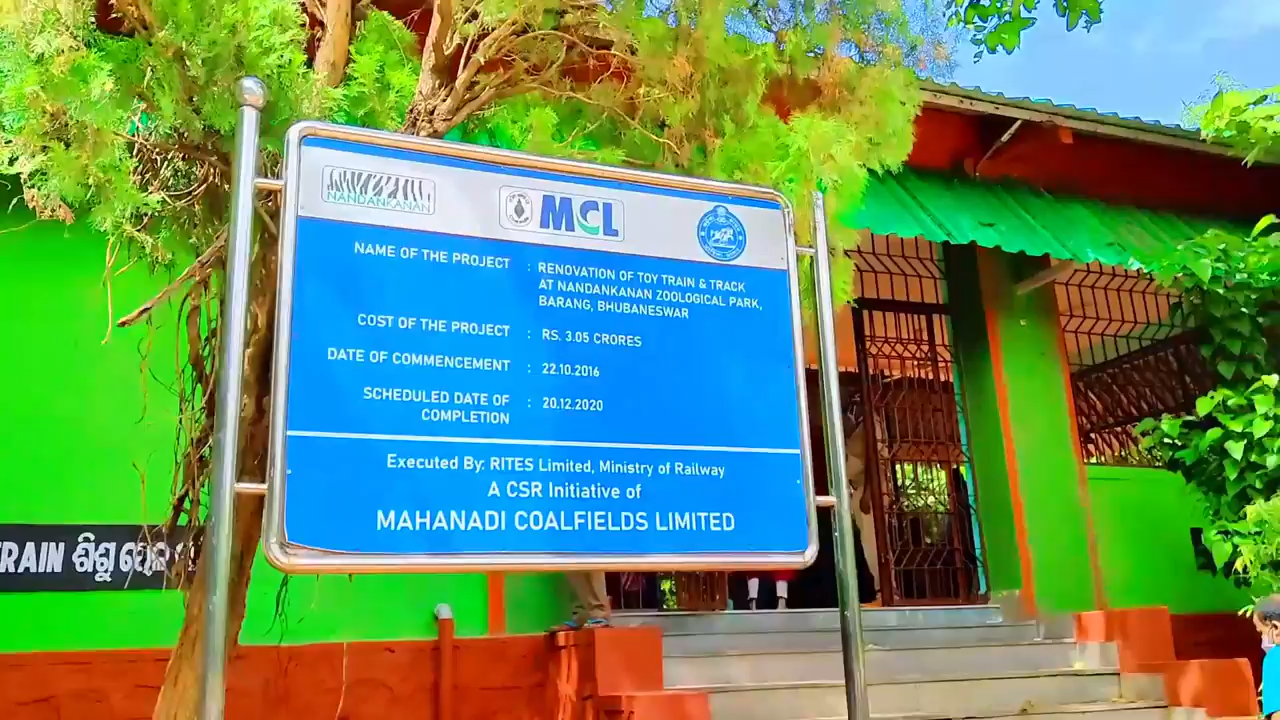 NANDANKANAN
MCL
NAME OF THE PROJECT : RENOVATION OF TOY TRAIN & TRACK
AT NANDANKANAN ZOOLOGICAL PARK,
BARANG, BHUBANESWAR
COST OF THE PROJECT : RS. 3.05 CRORES
DATE OF COMMENCEMENT : 22.10.2016
SCHEDULED DATE OF : 20.12.2020
COMPLETION
Executed By: RITES Limited, Ministry of Railway
A CSR Initiative of
MAHANADI COALFIELDS LIMITED
RAIN ଶିଶୁ